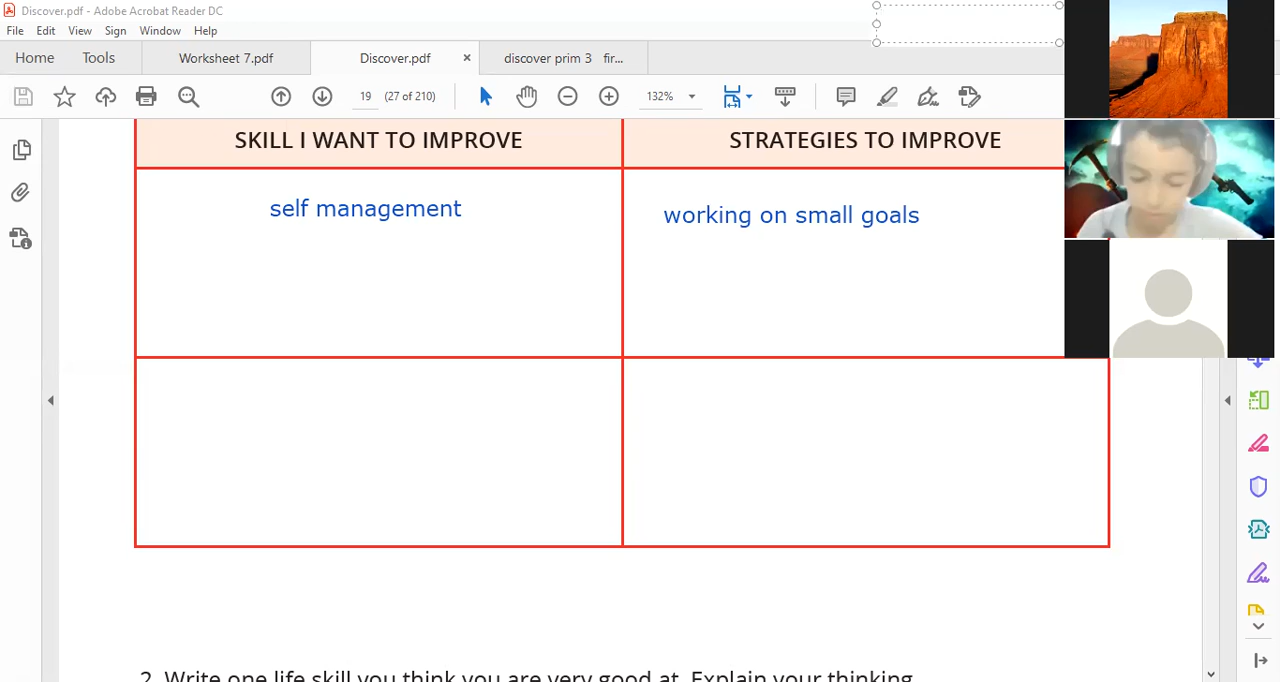 Discover.pdf - Adobe Acrobat Reader DC
File Edit View Sign Window Help
Home Tools Worksheet 7.pdf Discover.pdf × discover prim 3 fir...
19 (27 of 210) 132%
SKILL I WANT TO IMPROVE STRATEGIES TO IMPROVE
self management working on small goals
2. Write one life skill you think you are very good at. Explain your thinking.